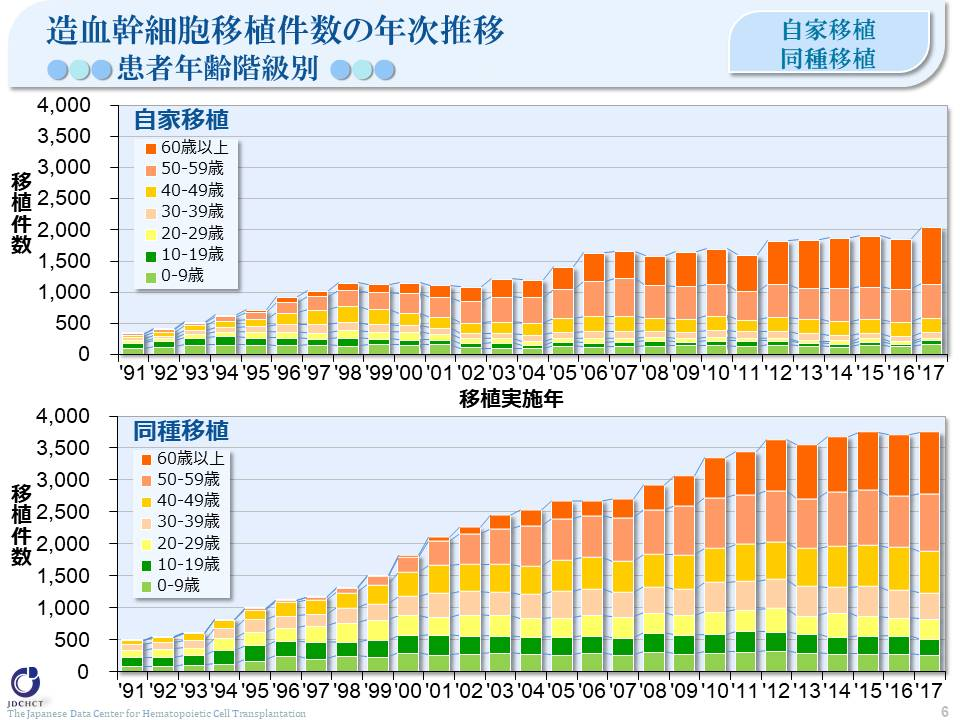 造血幹細胞移植件数の年次推移
患者年齢階級別
自家移植
同種移植
移植件数
4,000
3,500
3,000
2,500
2,000
1,500
1,000
500
0
自家移植
60歳以上
50-59歳
40-49歳
30-39歳
20-29歳
10-19歳
0-9歳
'91 '92 '93 '94 '95 '96 '97 '98 '99 '00 '01 '02 '03 '04 '05 '06 '07 '08 '09 '10 '11 '12 '13 '14 '15 '16 '17
移植実施年
移植件数
4,000
3,500
3,000
2,500
2,000
1,500
1,000
500
0
同種移植
60歳以上
50-59歳
40-49歳
30-39歳
20-29歳
10-19歳
0-9歳
'91 '92 '93 '94 '95 '96 '97 '98 '99 '00 '01 '02 '03 '04 '05 '06 '07 '08 '09 '10 '11 '12 '13 '14 '15 '16 '17
JDCHCT
The Japanese Data Center for Hematopoietic Cell Transplantation
6